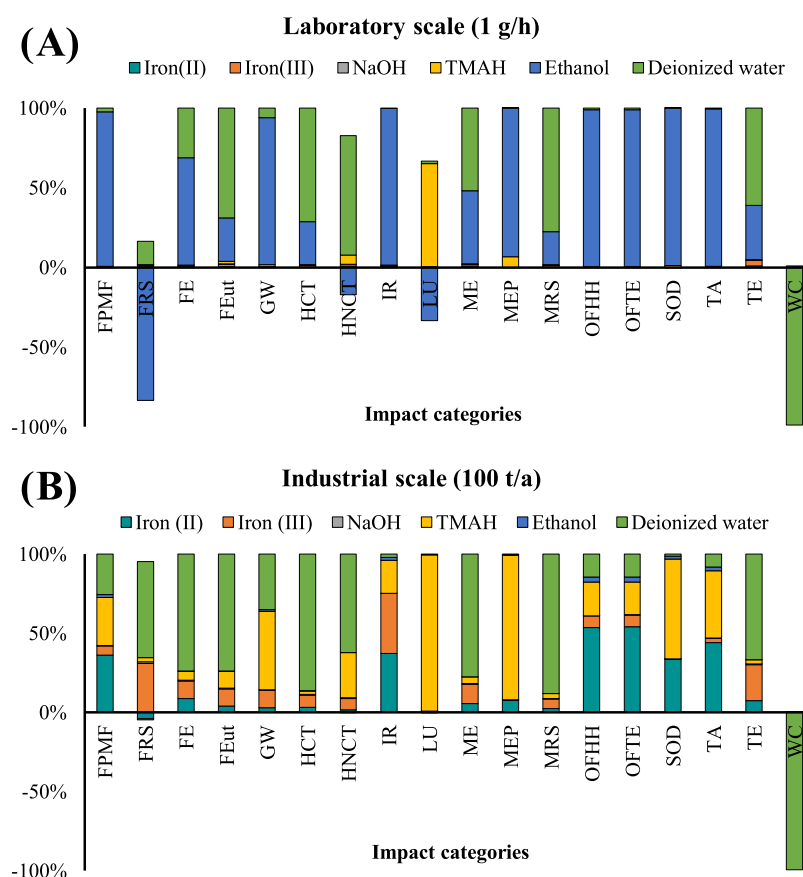 (A)
Laboratory scale (1 g/h)
Iron(II) Iron(III) NaOH TMAH Ethanol Deionized water
100%
50%
0%
-50%
-100%
FPMF FRS FE FEut GW HCT HNCT IR LU ME MEP MRS OFHH OFTE SOD TA TE WC
Impact categories
(B)
Industrial scale (100 t/a)
Iron (II) Iron (III) NaOH TMAH Ethanol Deionized water
100%
50%
0%
-50%
-100%
FPMF FRS FE FEut GW HCT HNCT IR LU ME MEP MRS OFHH OFTE SOD TA TE WC
Impact categories